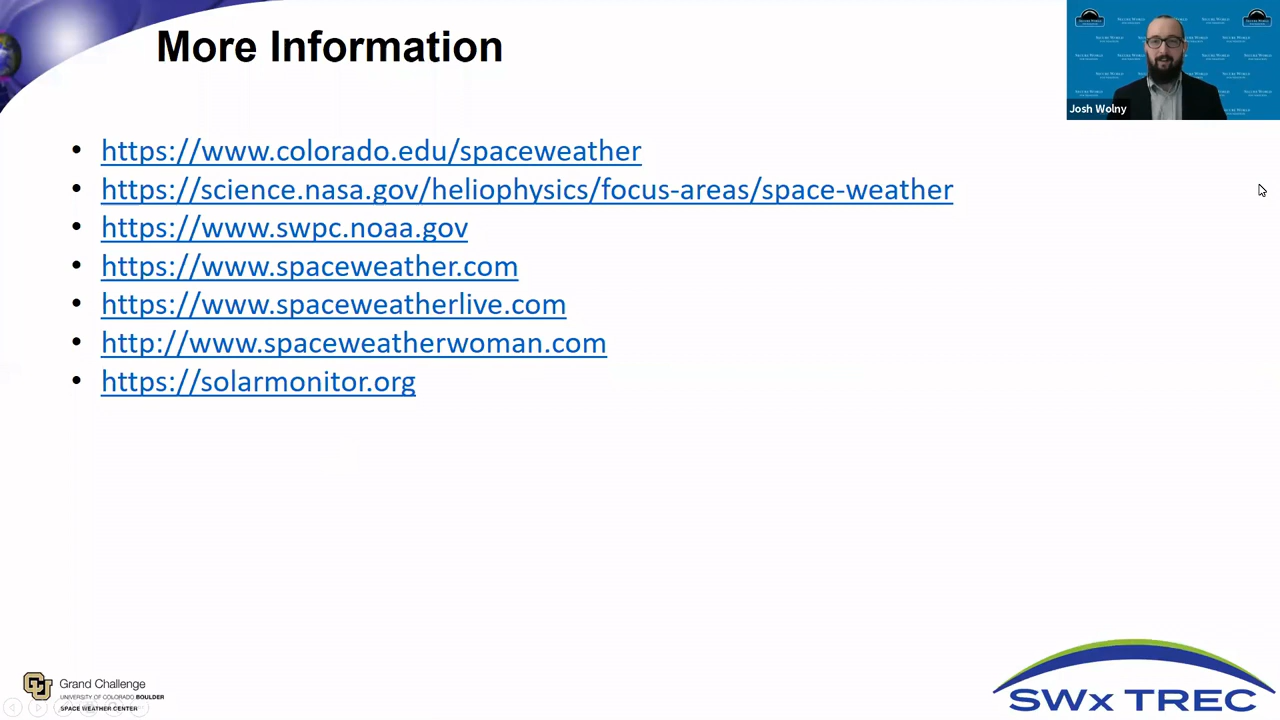 More Information
Josh Wolny
• https://www.colorado.edu/spaceweather
• https://science.nasa.gov/heliophysics/focus-areas/space-weather
• https://www.swpc.noaa.gov
• https://www.spaceweather.com
• https://www.spaceweatherlive.com
• http://www.spaceweatherwoman.com
• https://solarmonitor.org
Grand Challenge
UNIVERSITY OF COLORADO BOULDER
SPACE WEATHER CENTER
SWx TREC